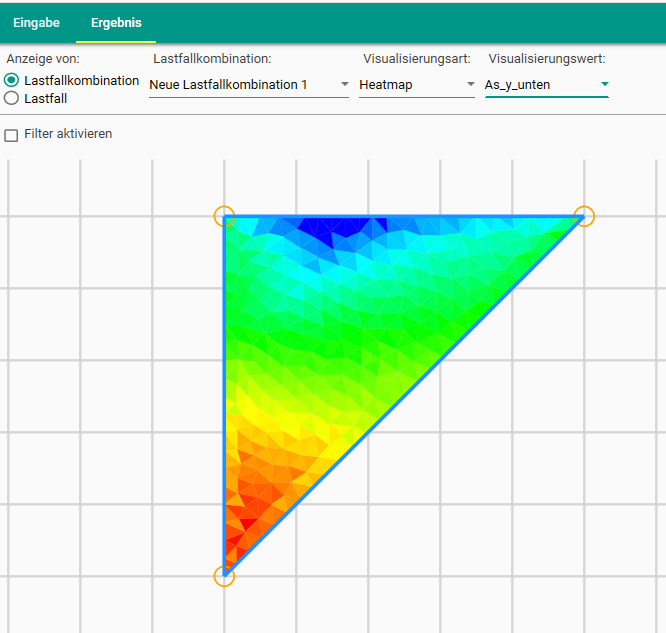 Eingabe Ergebnis
Anzeige von: Lastfallkombination: Visualisierungsart: Visualisierungswert:
Lastfallkombination Neue Lastfallkombination 1 Heatmap As_y_unten
Lastfall
Filter aktivieren